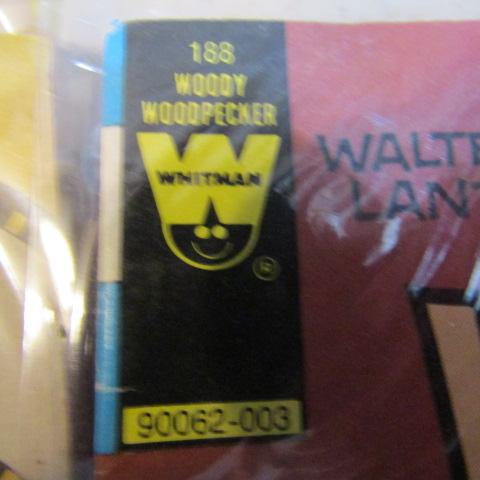 188
WOODY
WOODPECKER
WHITMAN
®
90062-003
WALTE
LANT